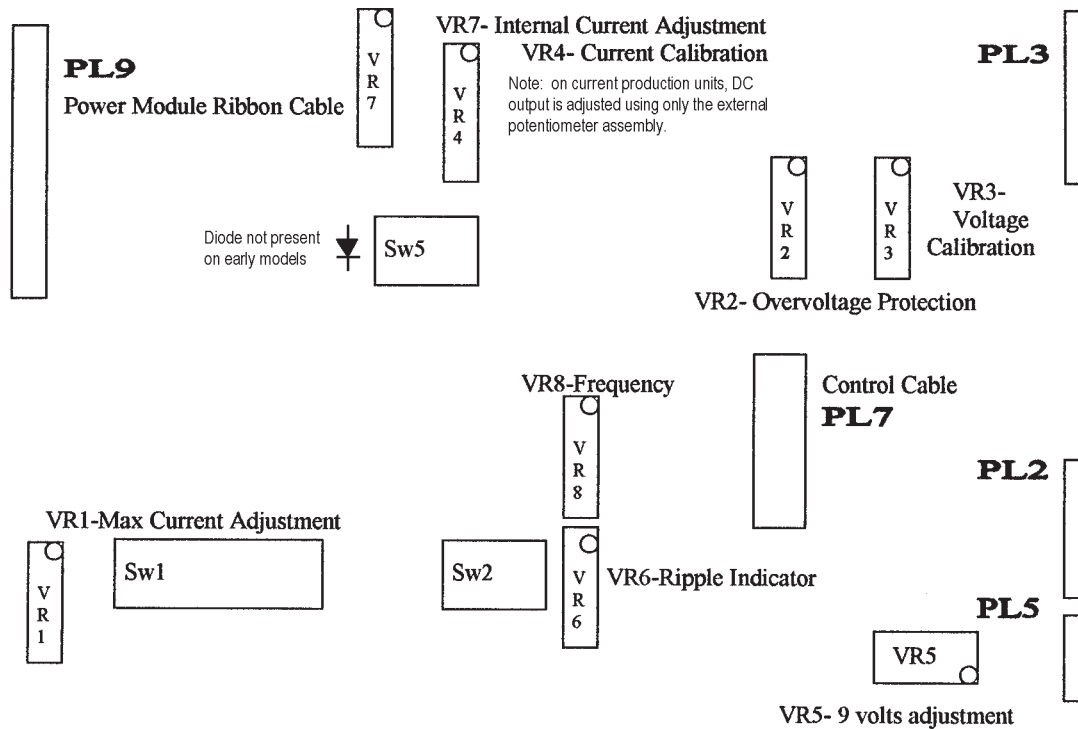 VR7- Internal Current Adjustment
VR4- Current Calibration
PL9
Power Module Ribbon Cable
V
R
7
V
R
4
Note: on current production units, DC
output is adjusted using only the external
potentiometer assembly.
PL3
Diode not present
on early models
Sw5
V
R
2
V
R
3
VR3-
Voltage
Calibration
VR2- Overvoltage Protection
VR8-Frequency
V
R
8
Control Cable
PL7
PL2
VR1-Max Current Adjustment
V
R
1
Sw1
Sw2
V
R
6
VR6-Ripple Indicator
PL5
VR5
VR5- 9 volts adjustment